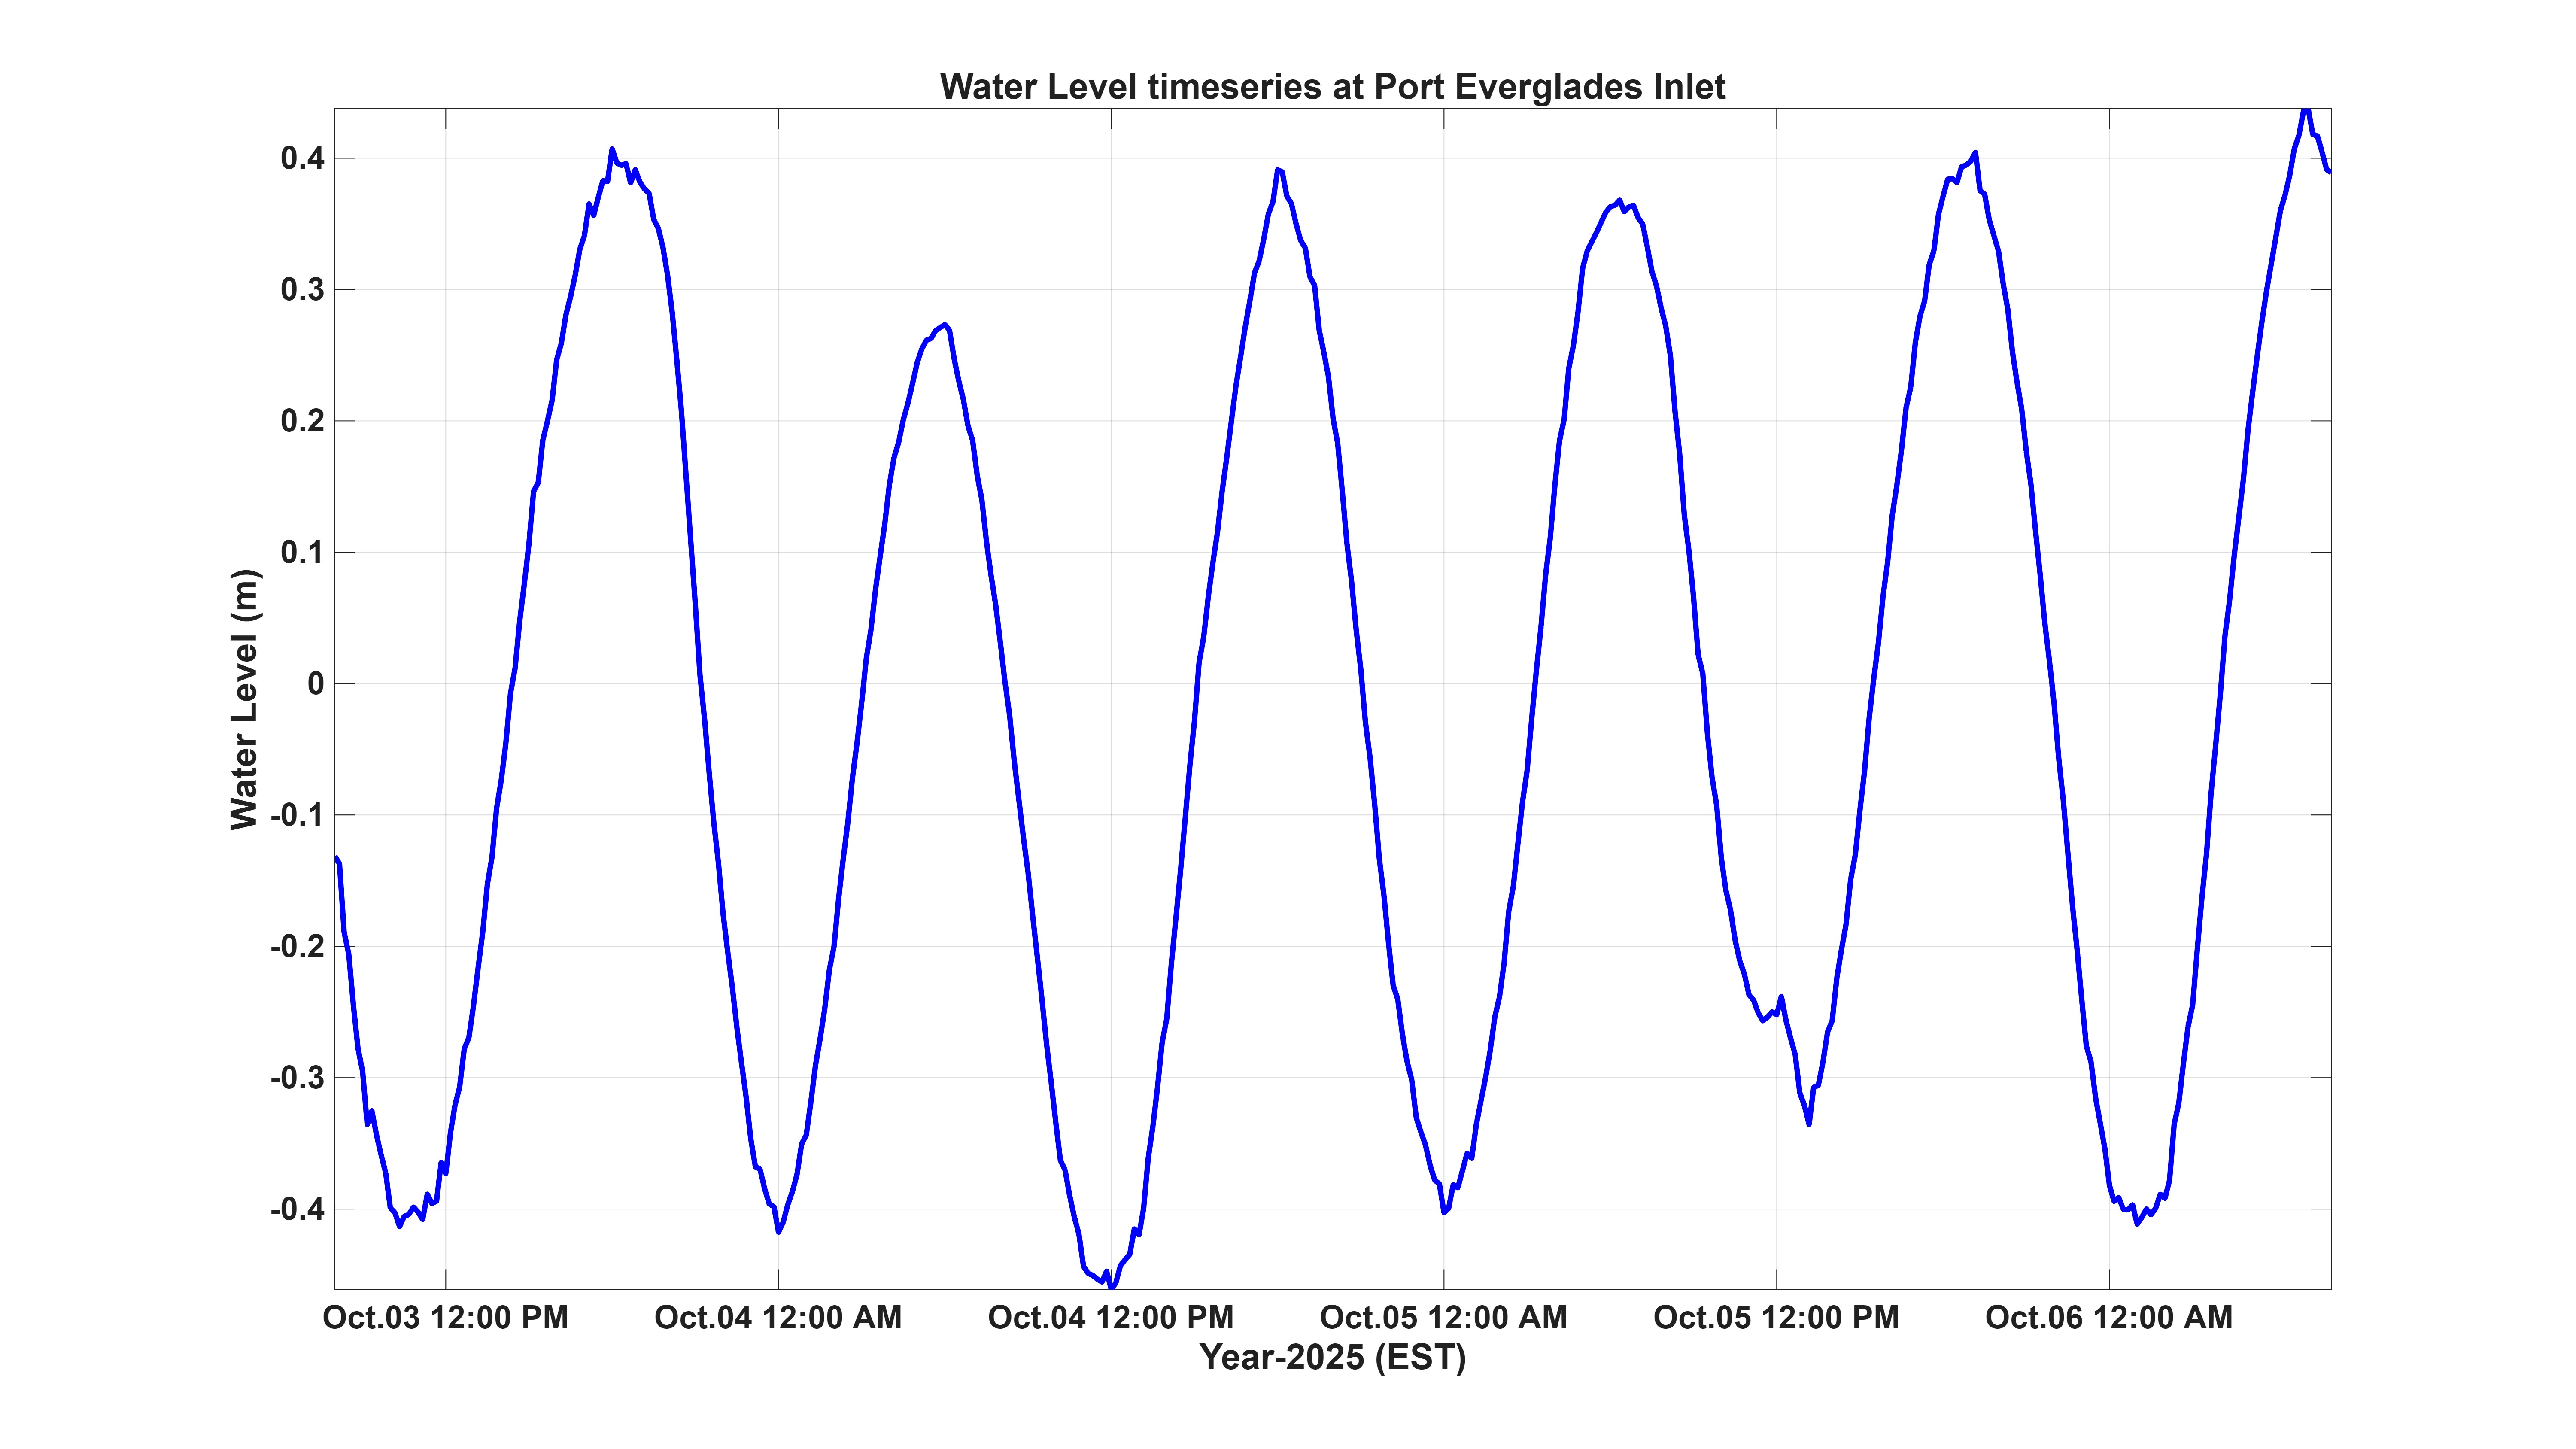 Water Level timeseries at Port Everglades Inlet
0.4
0.3
0.2
0.1
0
-0.1
-0.2
-0.3
-0.4
Water Level (m)
Oct.03 12:00 PM Oct.04 12:00 AM Oct.04 12:00 PM Oct.05 12:00 AM Oct.05 12:00 PM Oct.06 12:00 AM
Year-2025 (EST)